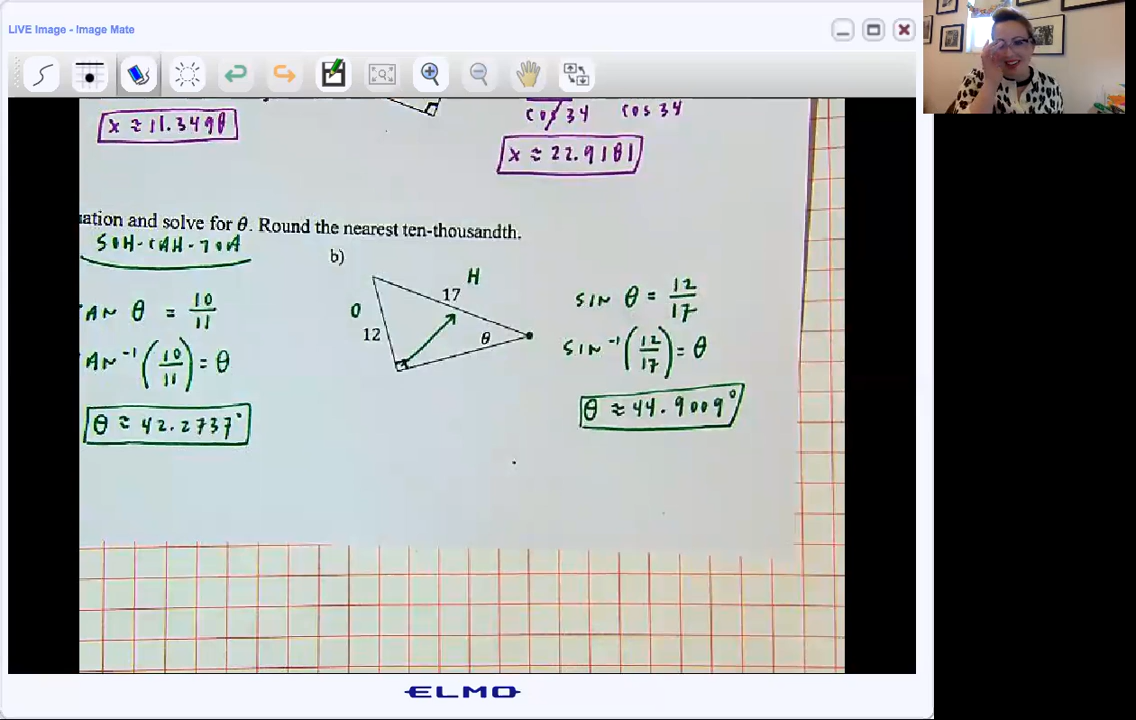 LIVE Image - Image Mate
x ≈ 11.3498
cos 34 cos 34
x ≈ 22.9181
uation and solve for θ. Round the nearest ten-thousandth.
SOH-CAH-TOA
AN θ = 10/11
AN⁻¹(10/11) = θ
θ ≈ 42.2737°
b)
H
17
O
12
θ
SIN θ = 12/17
SIN⁻¹(12/17) = θ
θ ≈ 44.9009°
ELMO